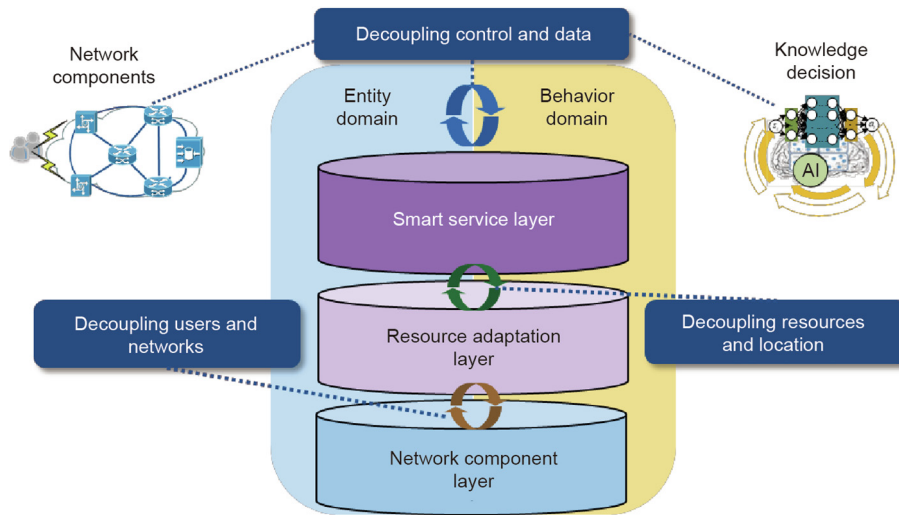 Decoupling control and data
Network
components
Knowledge
decision
Entity
domain
Behavior
domain
AI
Smart service layer
Decoupling users and
networks
Resource adaptation
layer
Decoupling resources
and location
Network component
layer